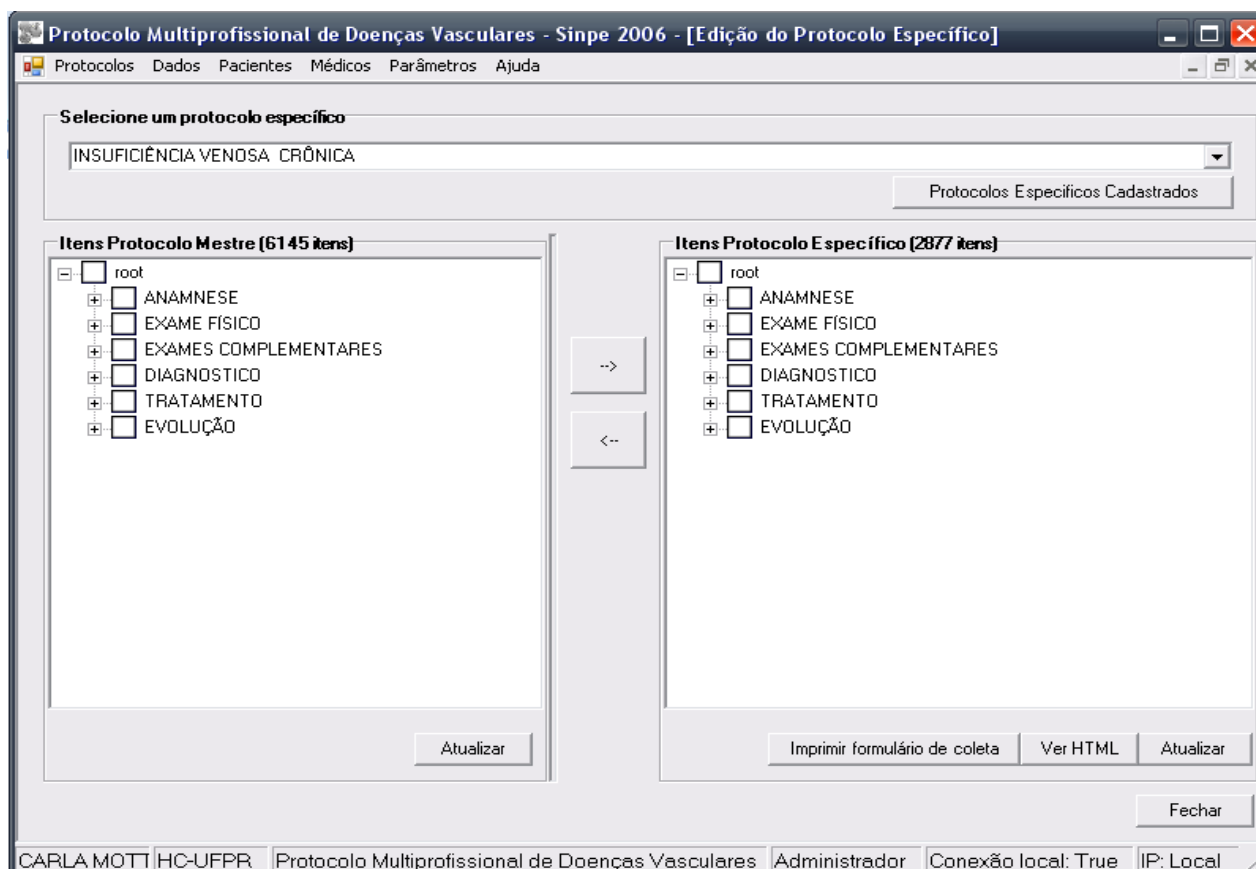 Protocolo Multiprofissional de Doenças Vasculares - Sinpe 2006 - [Edição do Protocolo Específico]
Protocolos Dados Pacientes Médicos Parâmetros Ajuda
Selecione um protocolo específico
INSUFICIÊNCIA VENOSA CRÔNICA
Protocolos Especificos Cadastrados
Itens Protocolo Mestre (6145 itens)
root
ANAMNESE
EXAME FÍSICO
EXAMES COMPLEMENTARES
DIAGNOSTICO
TRATAMENTO
EVOLUÇÃO
Atualizar
-->
<--
Itens Protocolo Específico (2877 itens)
root
ANAMNESE
EXAME FÍSICO
EXAMES COMPLEMENTARES
DIAGNOSTICO
TRATAMENTO
EVOLUÇÃO
Imprimir formulário de coleta Ver HTML Atualizar
Fechar
CARLA MOTT HC-UFPR Protocolo Multiprofissional de Doenças Vasculares Administrador Conexão local: True IP: Local